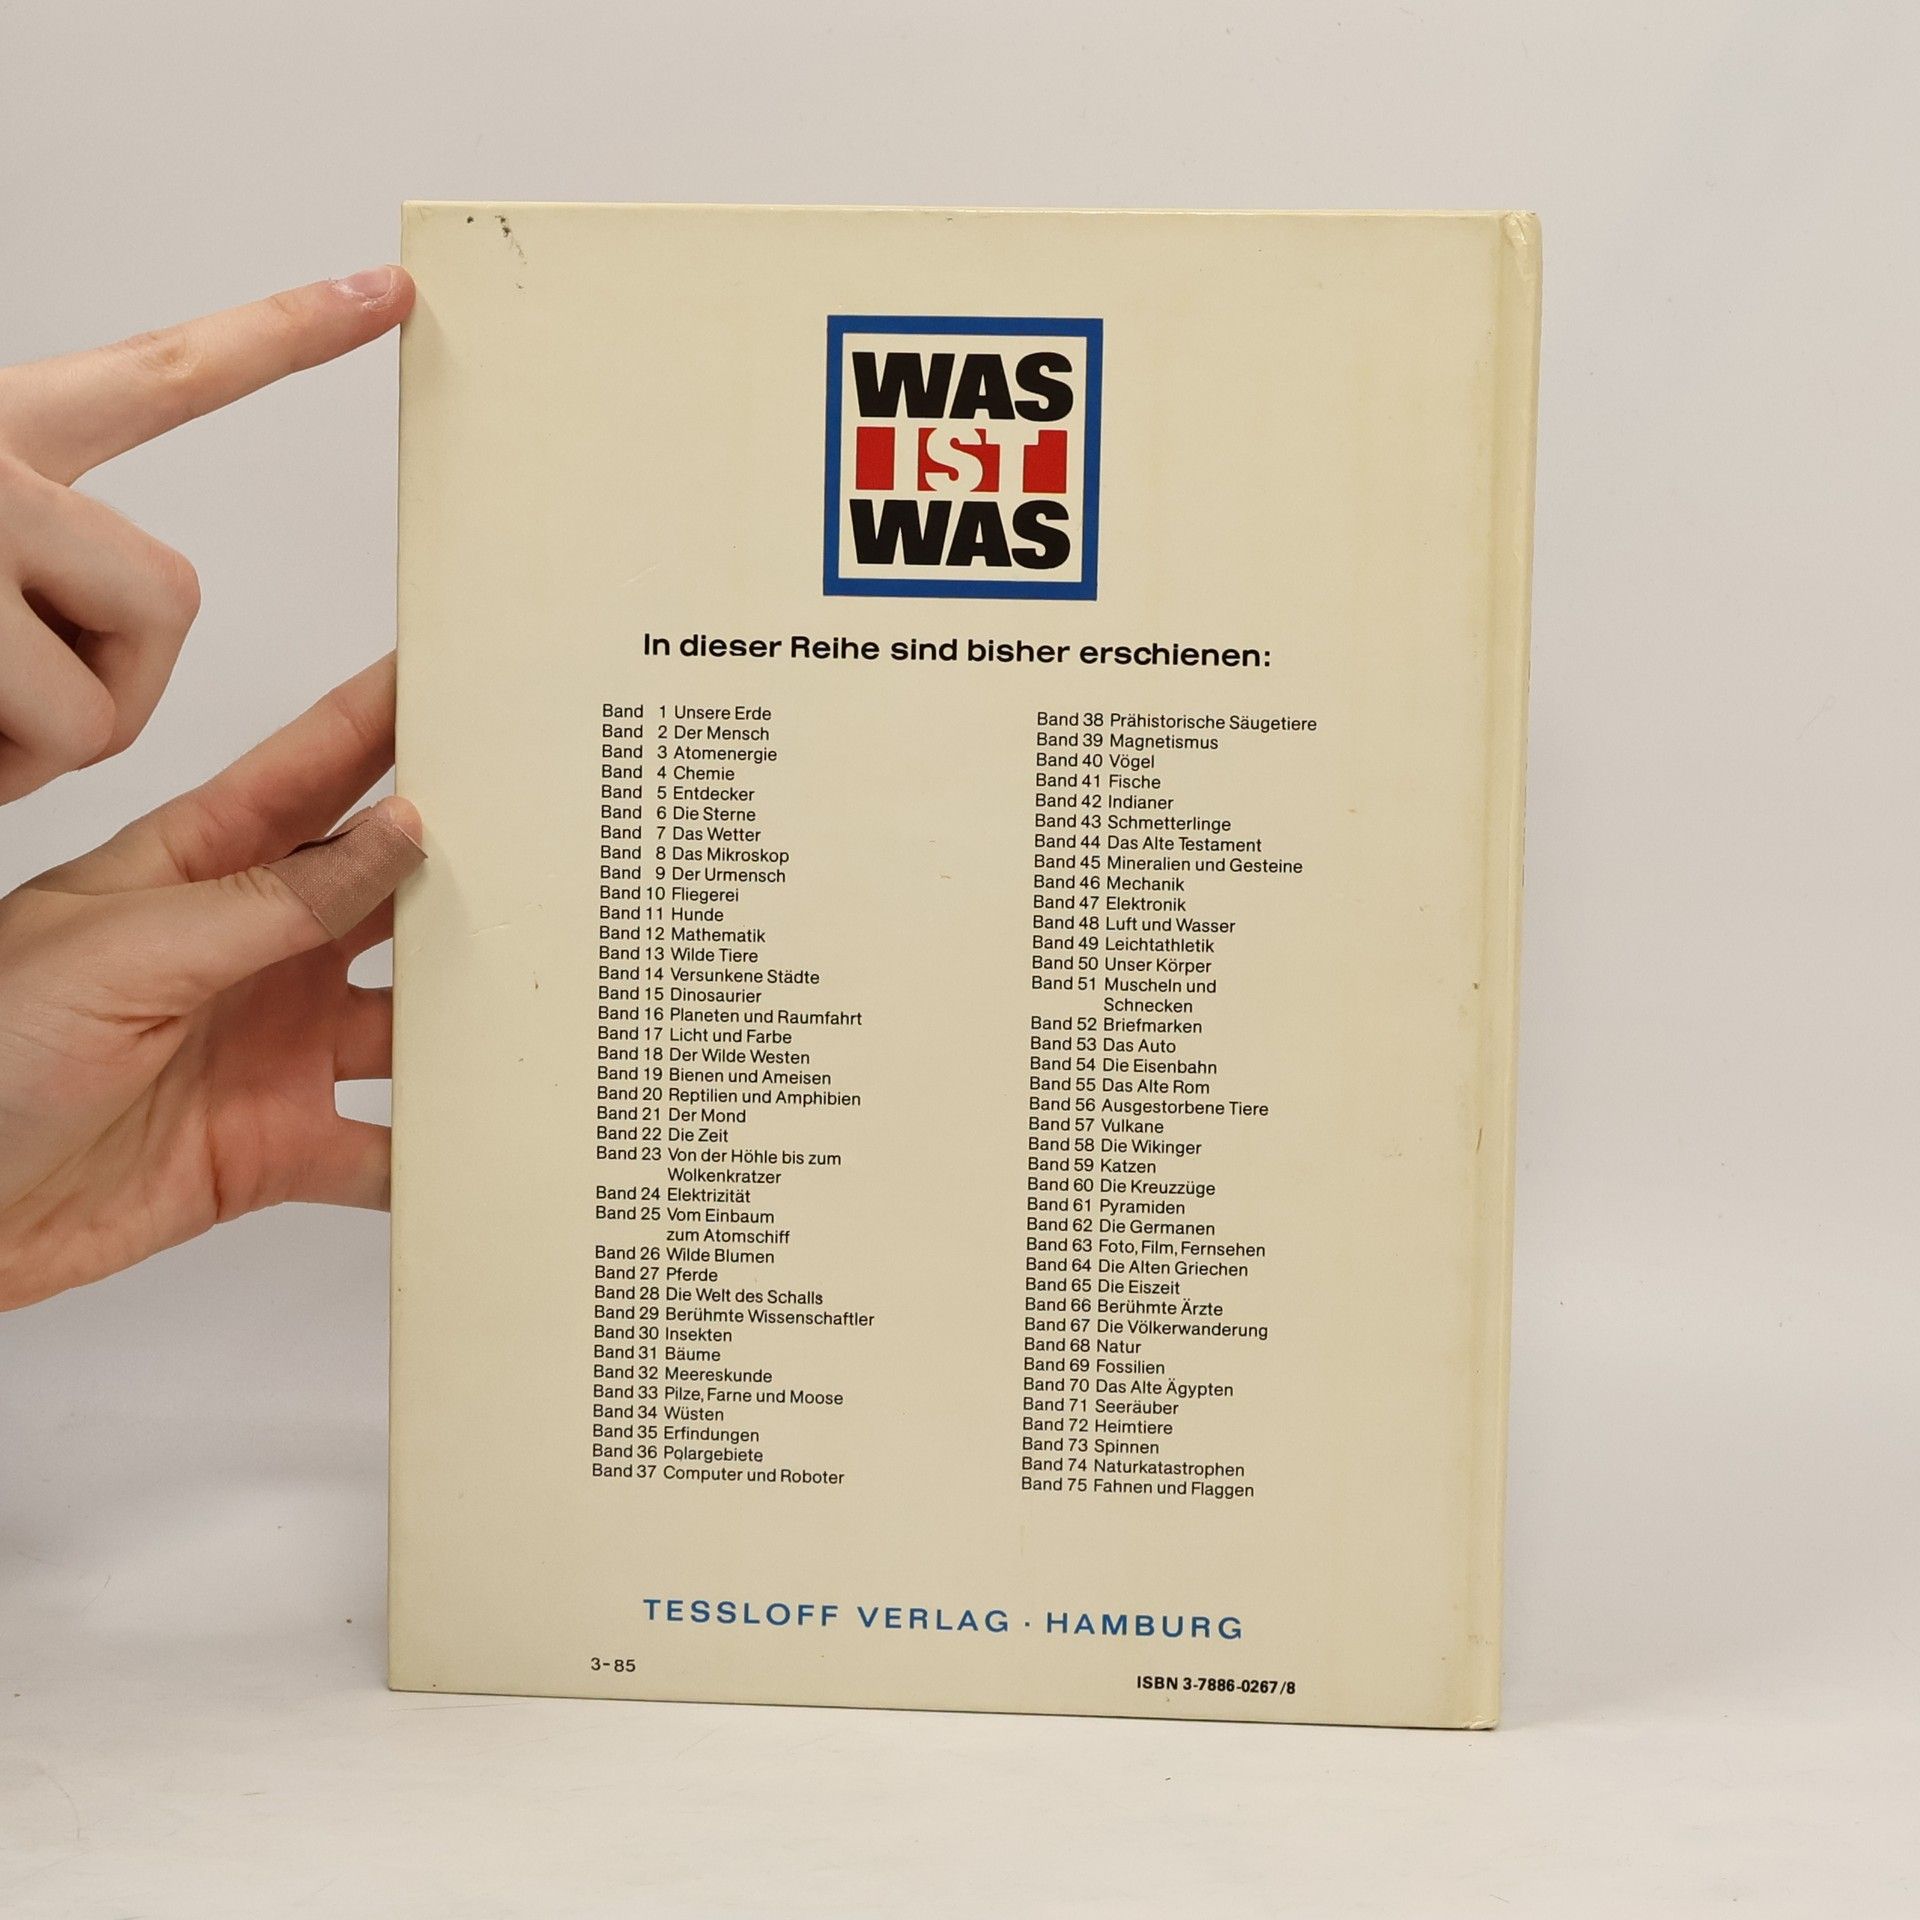 WAS
IST
WAS
In dieser Reihe sind bisher erschienen:
Band 1 Unsere Erde
Band 2 Der Mensch
Band 3 Atomenergie
Band 4 Chemie
Band 5 Entdecker
Band 6 Die Sterne
Band 7 Das Wetter
Band 8 Das Mikroskop
Band 9 Der Urmensch
Band 10 Fliegerei
Band 11 Hunde
Band 12 Mathematik
Band 13 Wilde Tiere
Band 14 Versunkene Städte
Band 15 Dinosaurier
Band 16 Planeten und Raumfahrt
Band 17 Licht und Farbe
Band 18 Der Wilde Westen
Band 19 Bienen und Ameisen
Band 20 Reptilien und Amphibien
Band 21 Der Mond
Band 22 Die Zeit
Band 23 Von der Höhle bis zum
Wolkenkratzer
Band 24 Elektrizität
Band 25 Vom Einbaum
zum Atomschiff
Band 26 Wilde Blumen
Band 27 Pferde
Band 28 Die Welt des Schalls
Band 29 Berühmte Wissenschaftler
Band 30 Insekten
Band 31 Bäume
Band 32 Meereskunde
Band 33 Pilze, Farne und Moose
Band 34 Wüsten
Band 35 Erfindungen
Band 36 Polargebiete
Band 37 Computer und Roboter
Band 38 Prähistorische Säugetiere
Band 39 Magnetismus
Band 40 Vögel
Band 41 Fische
Band 42 Indianer
Band 43 Schmetterlinge
Band 44 Das Alte Testament
Band 45 Mineralien und Gesteine
Band 46 Mechanik
Band 47 Elektronik
Band 48 Luft und Wasser
Band 49 Leichtathletik
Band 50 Unser Körper
Band 51 Muscheln und
Schnecken
Band 52 Briefmarken
Band 53 Das Auto
Band 54 Die Eisenbahn
Band 55 Das Alte Rom
Band 56 Ausgestorbene Tiere
Band 57 Vulkane
Band 58 Die Wikinger
Band 59 Katzen
Band 60 Die Kreuzzüge
Band 61 Pyramiden
Band 62 Die Germanen
Band 63 Foto, Film, Fernsehen
Band 64 Die Alten Griechen
Band 65 Die Eiszeit
Band 66 Berühmte Ärzte
Band 67 Die Völkerwanderung
Band 68 Natur
Band 69 Fossilien
Band 70 Das Alte Ägypten
Band 71 Seeräuber
Band 72 Heimtiere
Band 73 Spinnen
Band 74 Naturkatastrophen
Band 75 Fahnen und Flaggen
TESSLOFF VERLAG · HAMBURG
3-85
ISBN 3-7886-0267/8